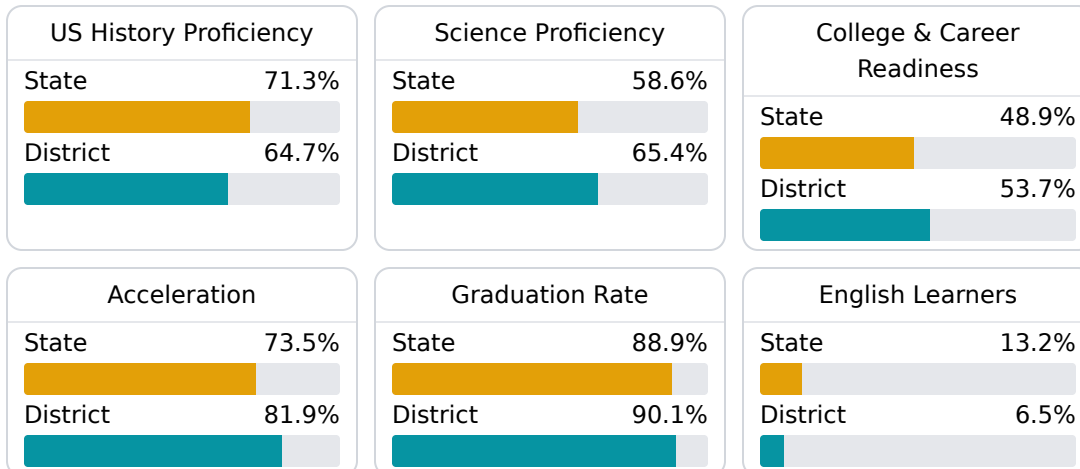 US History Proficiency
State 71.3%
District 64.7%
Science Proficiency
State 58.6%
District 65.4%
College & Career
Readiness
State 48.9%
District 53.7%
Acceleration
State 73.5%
District 81.9%
Graduation Rate
State 88.9%
District 90.1%
English Learners
State 13.2%
District 6.5%